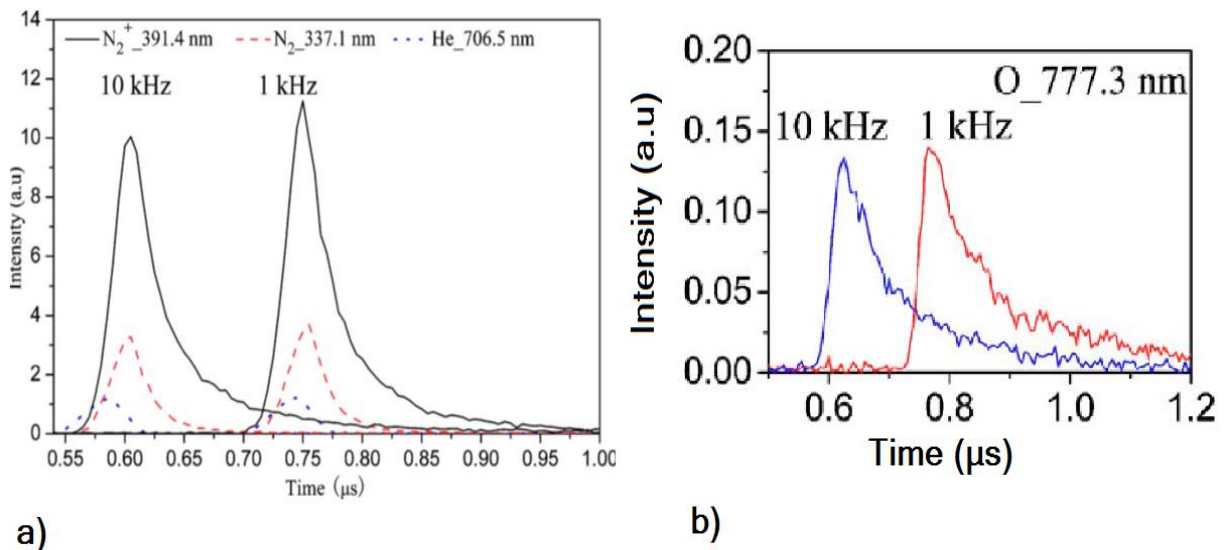 14
12
10
8
6
4
2
0
Intensity (a.u)
N₂⁺_391.4 nm N₂_337.1 nm He_706.5 nm
10 kHz 1 kHz
0.55 0.60 0.65 0.70 0.75 0.80 0.85 0.90 0.95 1.00
Time (μs)
a)
0.20
0.15
0.10
0.05
0.00
Intensity (a.u)
O_777.3 nm
10 kHz 1 kHz
0.6 0.8 1.0 1.2
Time (μs)
b)